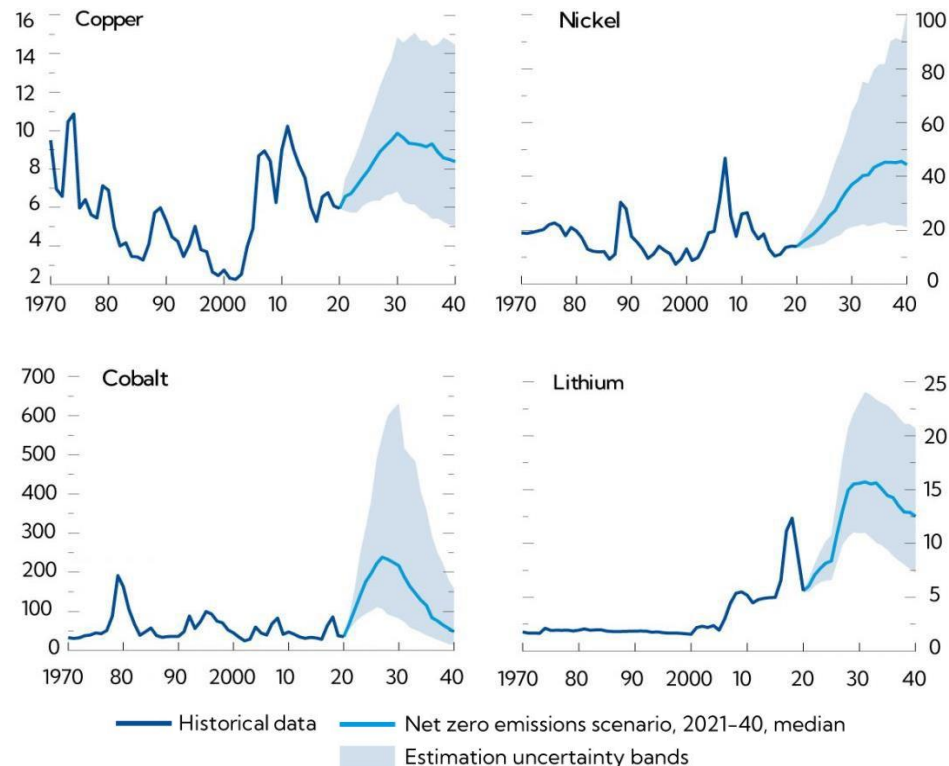 Copper
16
14
12
10
8
6
4
2
1970 80 90 2000 10 20 30 40
Nickel
100
80
60
40
20
0
1970 80 90 2000 10 20 30 40
Cobalt
700
600
500
400
300
200
100
0
1970 80 90 2000 10 20 30 40
Lithium
25
20
15
10
5
0
1970 80 90 2000 10 20 30 40
Historical data
Net zero emissions scenario, 2021-40, median
Estimation uncertainty bands